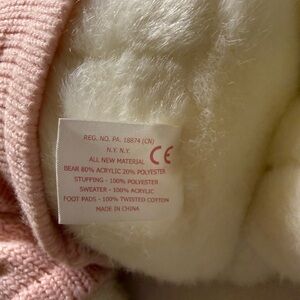 REG. NO. PA. 18874 (CN)
N.Y. N.Y.
ALL NEW MATERIAL CE
BEAR 80% ACRYLIC 20% POLYESTER
STUFFING - 100% POLYESTER
SWEATER - 100% ACRYLIC
FOOT PADS - 100% TWISTED COTTON
MADE IN CHINA